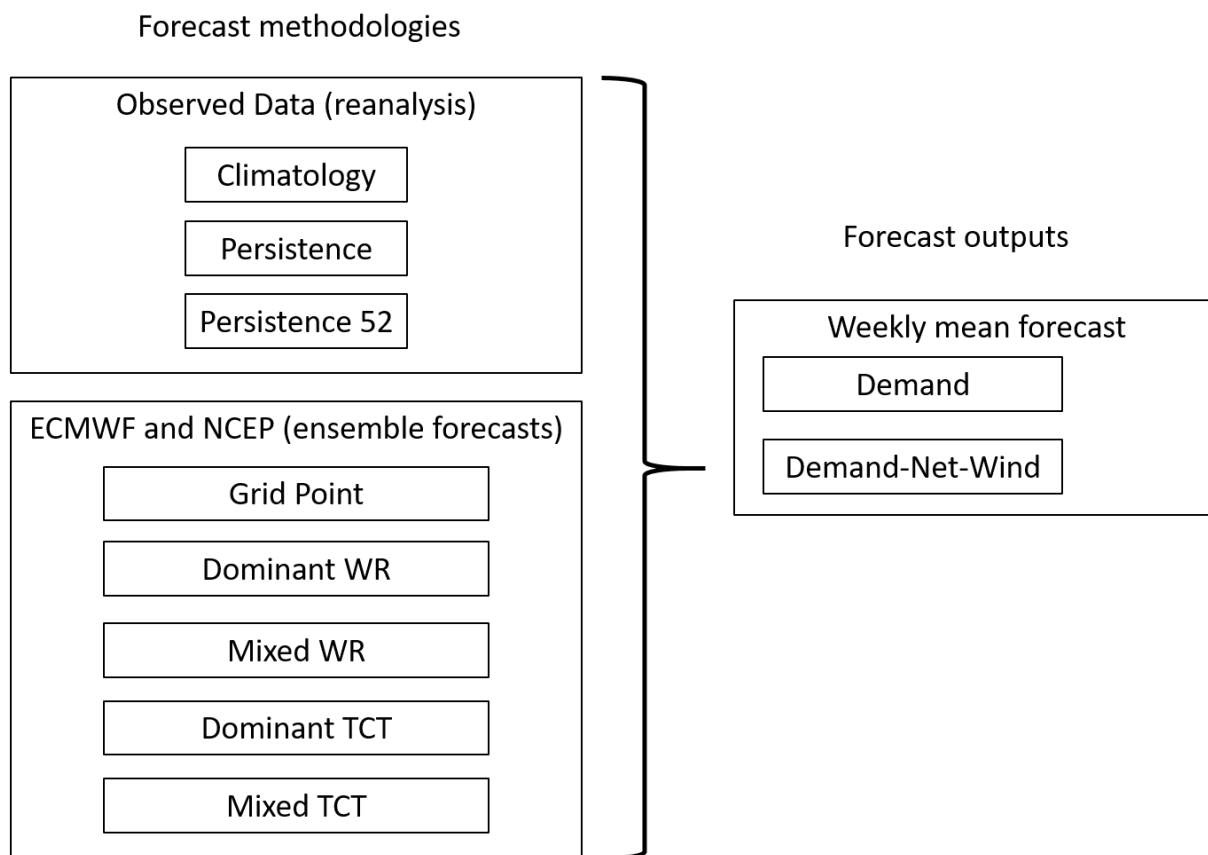 Forecast methodologies
Observed Data (reanalysis)
Climatology
Persistence
Persistence 52
ECMWF and NCEP (ensemble forecasts)
Grid Point
Dominant WR
Mixed WR
Dominant TCT
Mixed TCT
Forecast outputs
Weekly mean forecast
Demand
Demand-Net-Wind